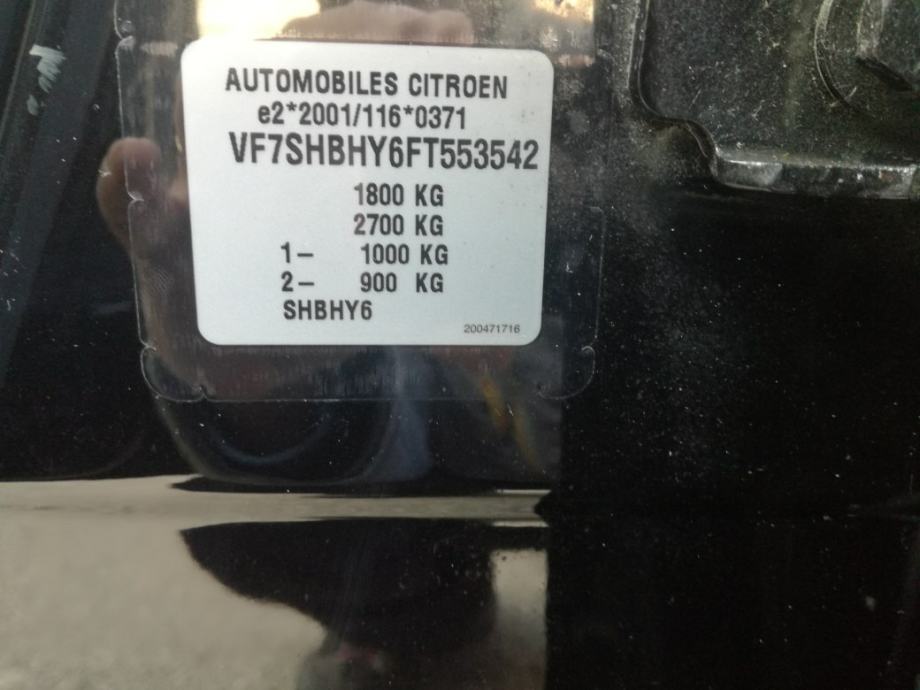 AUTOMOBILES CITROEN
e2*2001/116*0371
VF7SHBHY6FT553542
1800 KG
2700 KG
1- 1000 KG
2- 900 KG
SHBHY6
200471716